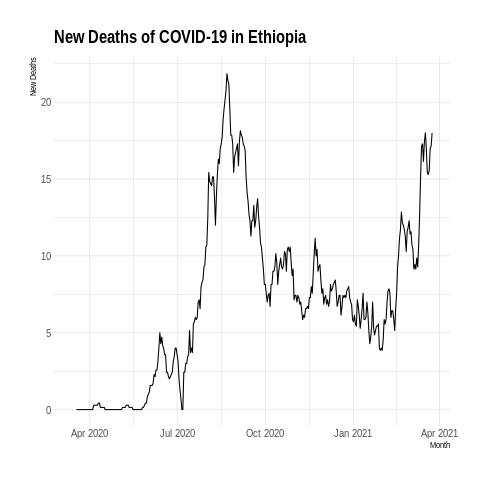 New Deaths of COVID-19 in Ethiopia
New Deaths
20
15
10
5
0
Apr 2020 Jul 2020 Oct 2020 Jan 2021 Apr 2021
Month